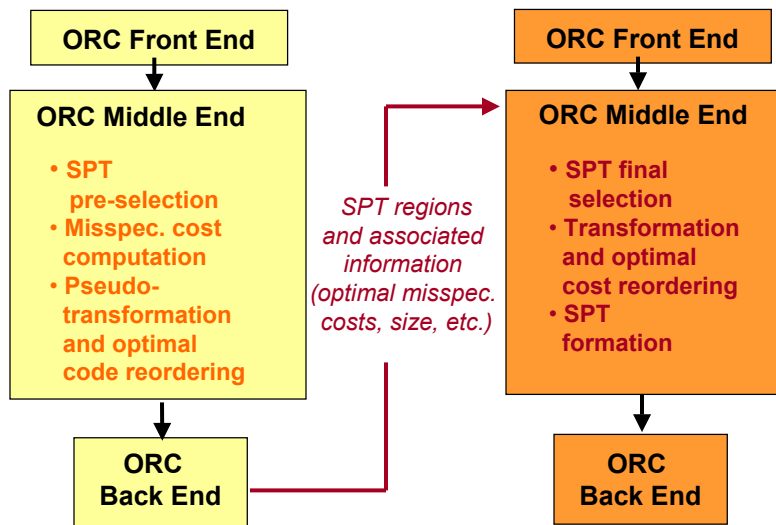 ORC Front End
ORC Middle End
• SPT
pre-selection
• Misspec. cost
computation
• Pseudo-
transformation
and optimal
code reordering
ORC
Back End
SPT regions
and associated
information
(optimal misspec.
costs, size, etc.)
ORC Front End
ORC Middle End
• SPT final
selection
• Transformation
and optimal
cost reordering
• SPT
formation
ORC
Back End